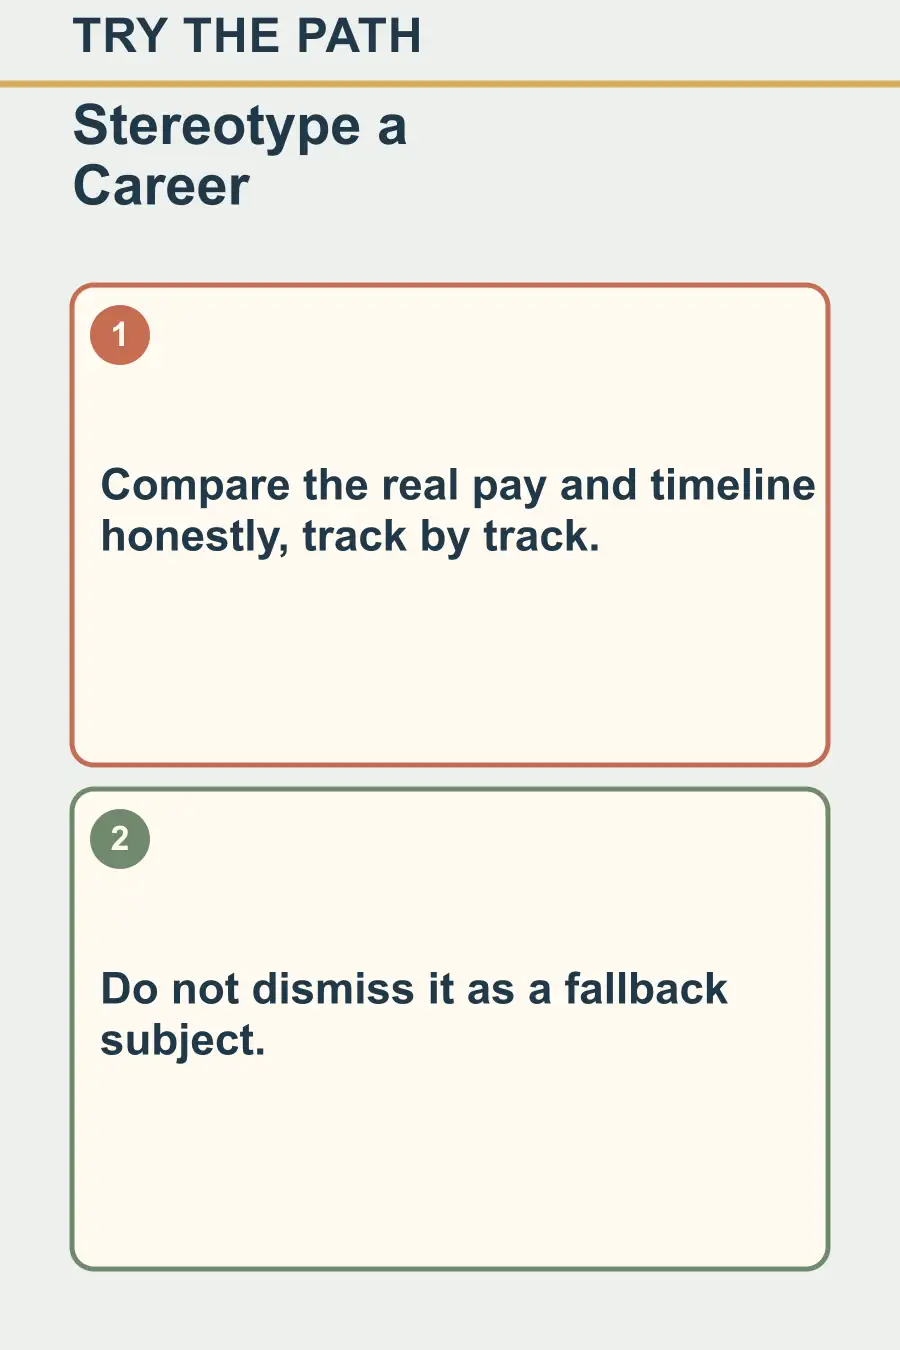 TRY THE PATH
Stereotype a
Career
1
Compare the real pay and timeline
honestly, track by track.
2
Do not dismiss it as a fallback
subject.